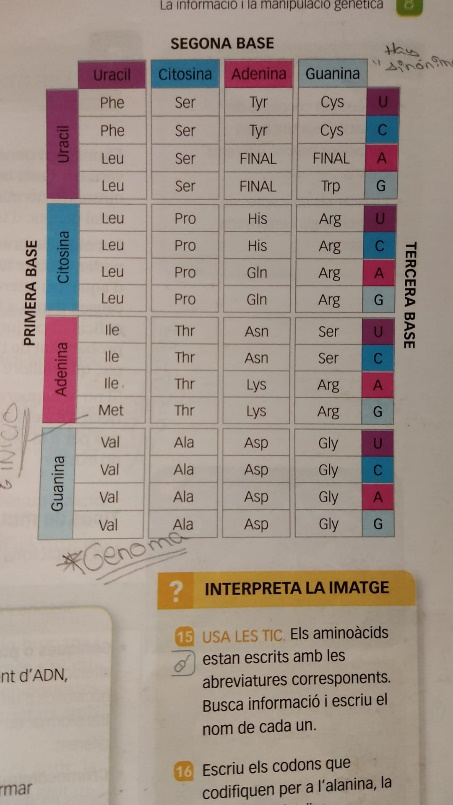 La informació i la manipulació genètica 8
SEGONA BASE
Hay
"sinónim
Uracil Citosina Adenina Guanina
PRIMERA BASE
TERCERA BASE
Uracil
Phe Ser Tyr Cys U
Phe Ser Tyr Cys C
Leu Ser FINAL FINAL A
Leu Ser FINAL Trp G
Citosina
Leu Pro His Arg U
Leu Pro His Arg C
Leu Pro Gln Arg A
Leu Pro Gln Arg G
Adenina
Ile Thr Asn Ser U
Ile Thr Asn Ser C
Ile Thr Lys Arg A
Met Thr Lys Arg G
INICIO
Guanina
Val Ala Asp Gly U
Val Ala Asp Gly C
Val Ala Asp Gly A
Val Ala Asp Gly G
*Genoma
? INTERPRETA LA IMATGE
15 USA LES TIC. Els aminoàcids
estan escrits amb les
abreviatures corresponents.
Busca informació i escriu el
nom de cada un.
16 Escriu els codons que
codifiquen per a l'alanina, la
nt d'ADN,
rmar